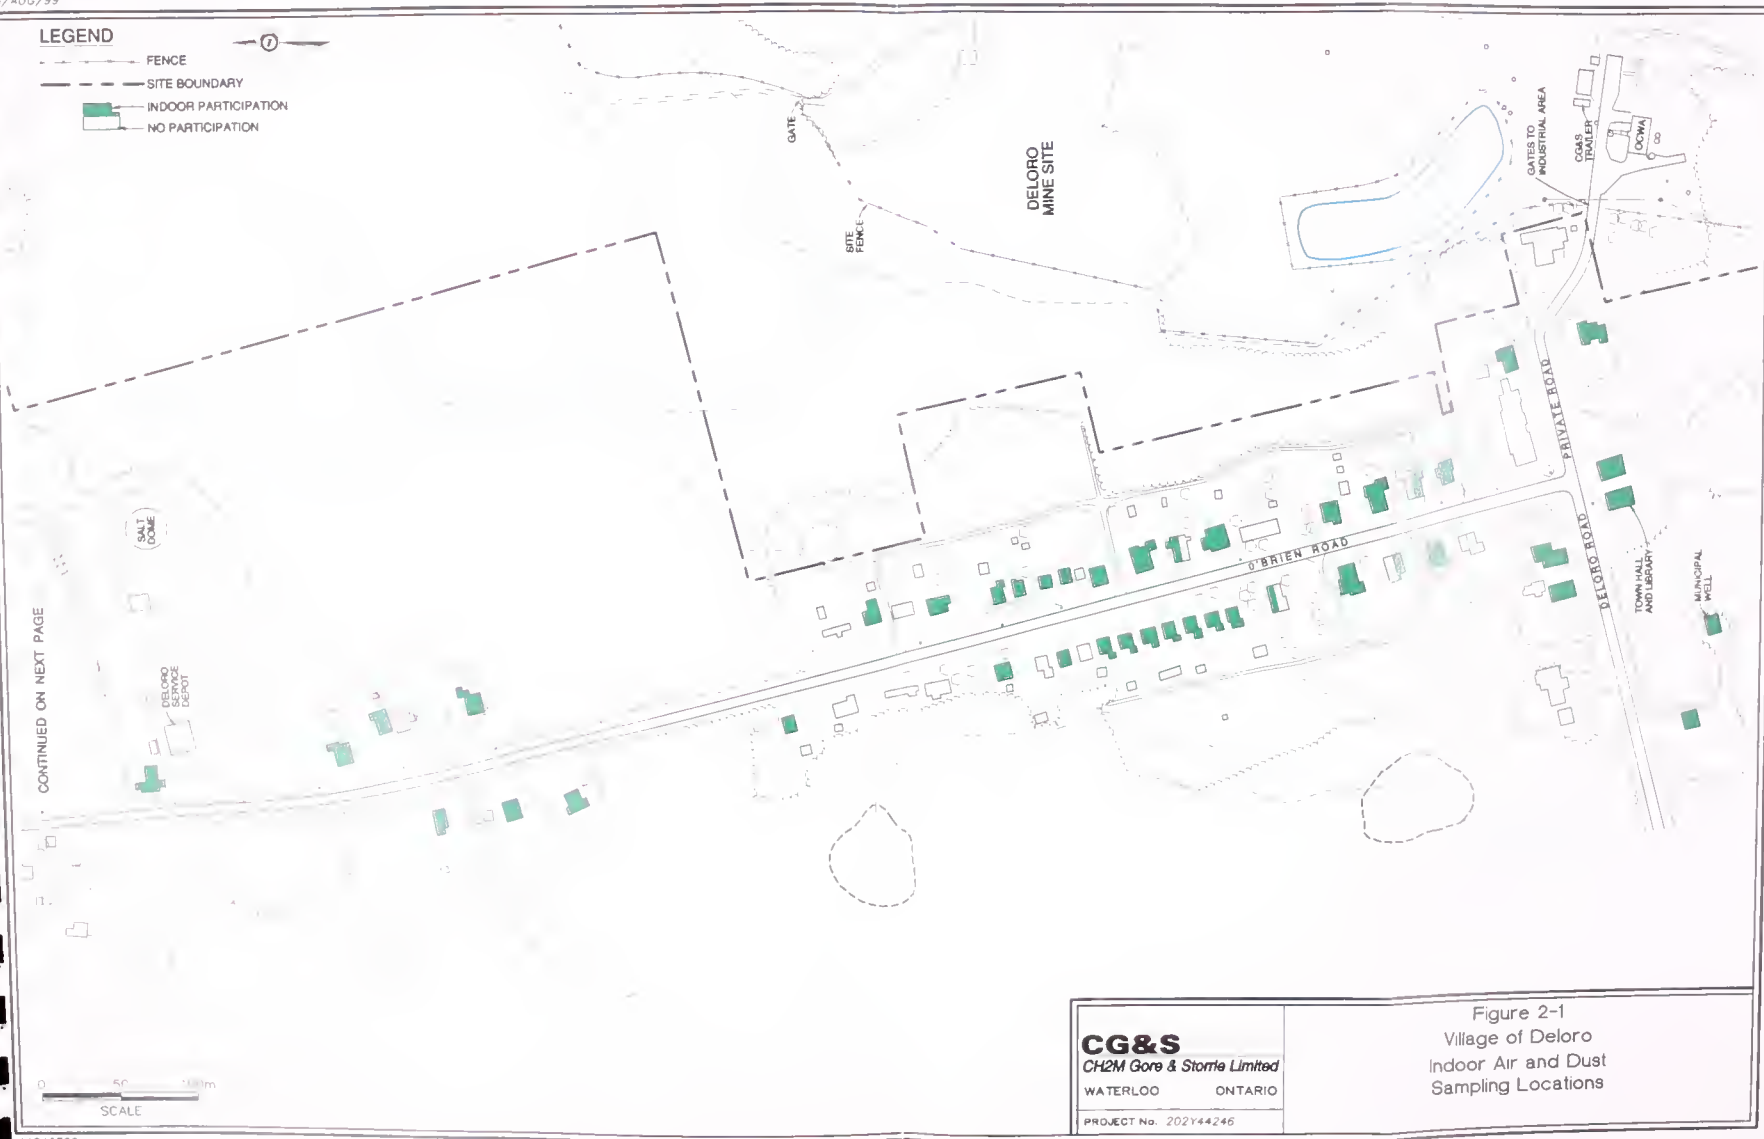 /AUG/99
LEGEND
FENCE
SITE BOUNDARY
INDOOR PARTICIPATION
NO PARTICIPATION
GATE
SITE
FENCE
DELORO
MINE SITE
GATES TO
INDUSTRIAL AREA
CG&S
TRAILER
OCWA
PRIVATE ROAD
O'BRIEN ROAD
DELORO ROAD
TOWN HALL
AND LIBRARY
MUNICIPAL
WELL
SALT
DOME
DELORO
SERVICE
DEPOT
CONTINUED ON NEXT PAGE
0 50 100m
SCALE
CG&S
CH2M Gore & Storrie Limited
WATERLOO ONTARIO
PROJECT No. 202Y44246
Figure 2-1
Village of Deloro
Indoor Air and Dust
Sampling Locations